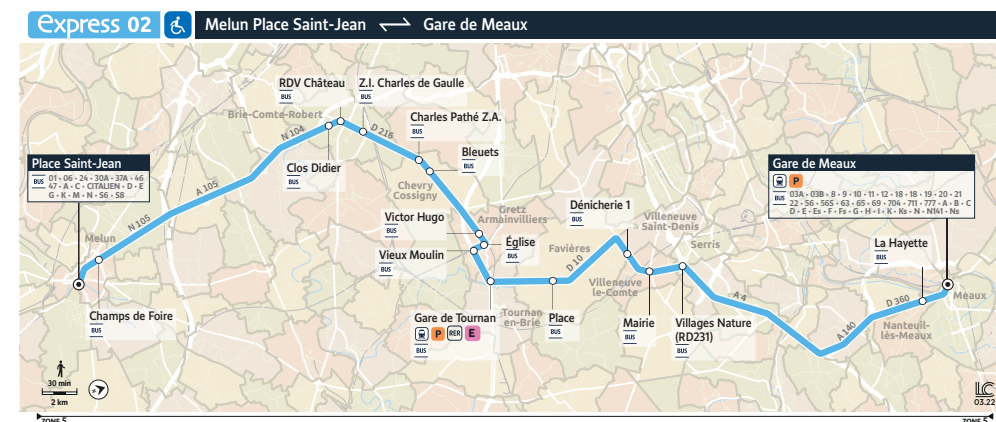 express 02 Melun Place Saint-Jean Gare de Meaux
RDV Château
BUS
Z.I. Charles de Gaulle
BUS
Brie-Comte-Robert
N 104
D 216
Charles Pathé Z.A.
BUS
Bleuets
BUS
Clos Didier
BUS
Place Saint-Jean
BUS 01 • 06 • 24 • 30A • 37A • 46
47 • A • C • CITALIEN • D • E
G • K • M • N • S6 • S8
Gare de Meaux
P
BUS 03A • 03B • 8 • 9 • 10 • 11 • 12 • 18 • 18 • 19 • 20 • 21
22 • 56 • 56S • 63 • 65 • 69 • 704 • 711 • 777 • A • B • C
D • E • Es • F • Fs • G • H • I • K • Ks • N • N141 • Ns
A 105
N 105
Chevry
Cossigny
Victor Hugo
BUS
Gretz
Armainvilliers
Dénicherie 1
BUS
Villeneuve
Saint-Denis
Melun
Vieux Moulin
BUS
Église
BUS
Favières
D 10
Serris
La Hayette
BUS
Villeneuve
le-Comte
A 4
D 360
Meaux
Champs de Foire
BUS
Gare de Tournan
P RER E
BUS
Tournan
en-Brie
Place
BUS
Mairie
BUS
Villages Nature
(RD231)
BUS
A 140
Nanteuil-
lès-Meaux
30 min
2 km
LC
03.22
ZONE 5
ZONE 5